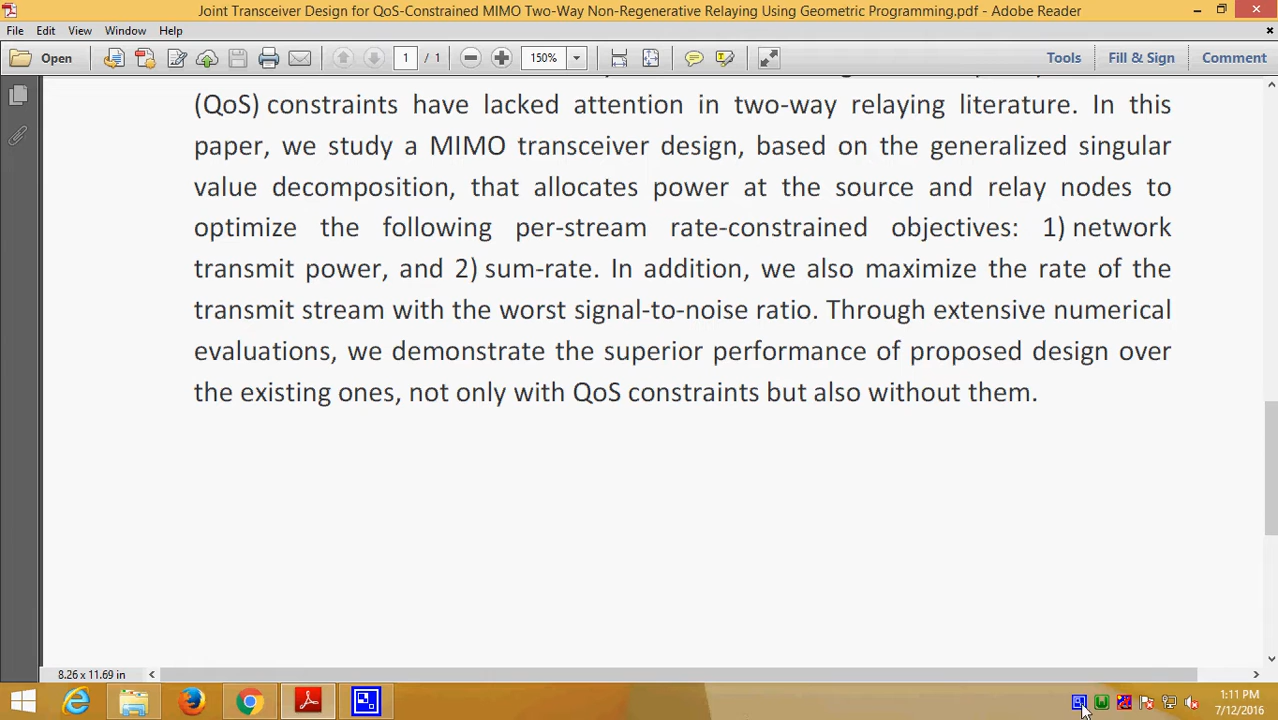 Joint Transceiver Design for QoS-Constrained MIMO Two-Way Non-Regenerative Relaying Using Geometric Programming.pdf - Adobe Reader
File Edit View Window Help
Open 1 / 1 150% Tools Fill & Sign Comment
(QoS) constraints have lacked attention in two-way relaying literature. In this
paper, we study a MIMO transceiver design, based on the generalized singular
value decomposition, that allocates power at the source and relay nodes to
optimize the following per-stream rate-constrained objectives: 1) network
transmit power, and 2) sum-rate. In addition, we also maximize the rate of the
transmit stream with the worst signal-to-noise ratio. Through extensive numerical
evaluations, we demonstrate the superior performance of proposed design over
the existing ones, not only with QoS constraints but also without them.
8.26 x 11.69 in
1:11 PM
7/12/2016